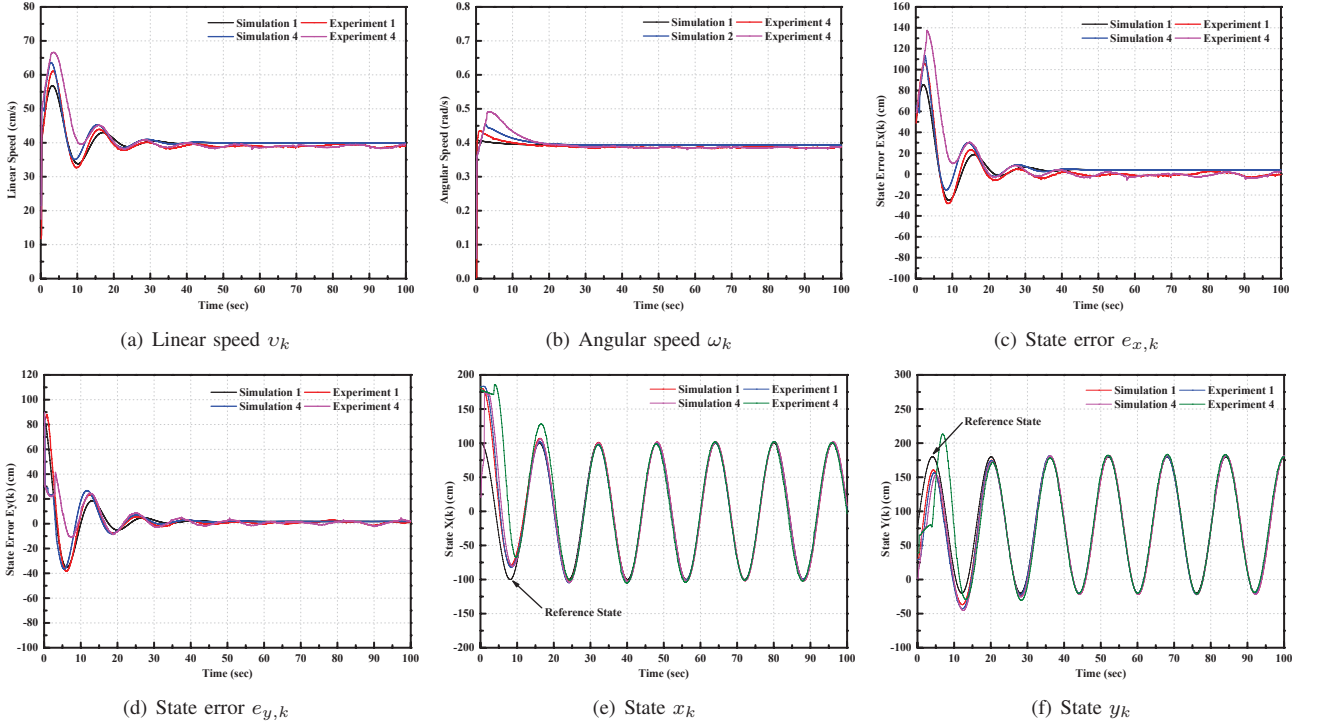 Simulation 1 Experiment 1
Simulation 4 Experiment 4
Linear Speed (cm/s)
80
70
60
50
40
30
20
10
0
0 10 20 30 40 50 60 70 80 90 100
Time (sec)
(a) Linear speed υk
Simulation 1 Experiment 1
Simulation 2 Experiment 4
Angular Speed (rad/s)
0.8
0.7
0.6
0.5
0.4
0.3
0.2
0.1
0.0
0 10 20 30 40 50 60 70 80 90 100
Time (sec)
(b) Angular speed ωk
Simulation 1 Experiment 1
Simulation 4 Experiment 4
State Error Ex(k) (cm)
160
140
120
100
80
60
40
20
0
-20
-40
-60
-80
-100
0 10 20 30 40 50 60 70 80 90 100
Time (sec)
(c) State error ex,k
Simulation 1 Experiment 1
Simulation 4 Experiment 4
State Error Ey(k) (cm)
120
100
80
60
40
20
0
-20
-40
-60
-80
-100
0 10 20 30 40 50 60 70 80 90 100
Time (sec)
(d) State error ey,k
Simulation 1 Experiment 1
Simulation 4 Experiment 4
State X(k) (cm)
200
150
100
50
0
-50
-100
-150
-200
Reference State
0 10 20 30 40 50 60 70 80 90 100
Time (sec)
(e) State xk
Simulation 1 Experiment 1
Simulation 4 Experiment 4
Reference State
State Y(k) (cm)
300
250
200
150
100
50
0
-50
-100
0 10 20 30 40 50 60 70 80 90 100
Time (sec)
(f) State yk